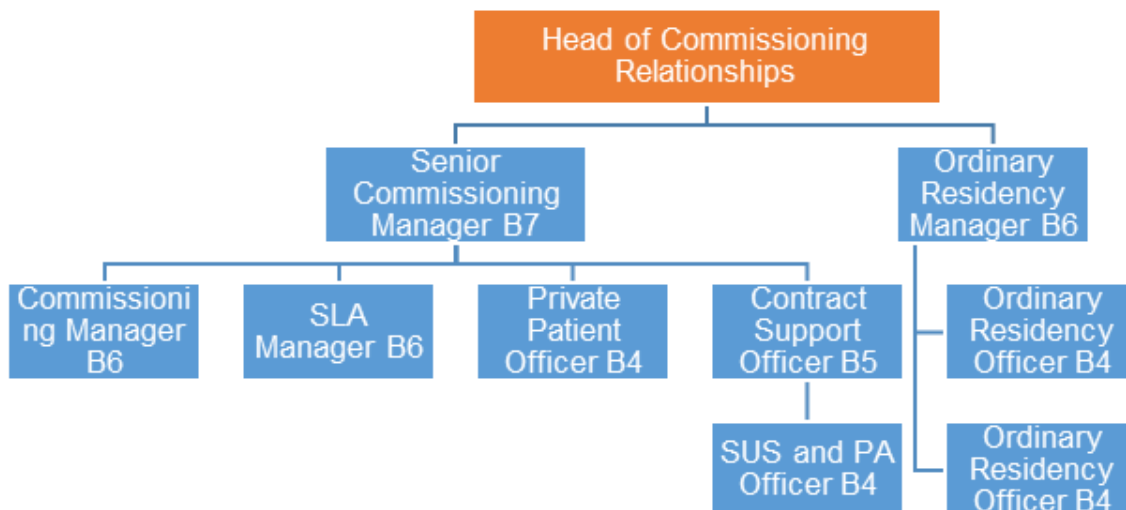 Head of Commissioning
Relationships
Senior
Commissioning
Manager B7
Ordinary
Residency
Manager B6
Commissioni
ng Manager
B6
SLA
Manager B6
Private
Patient
Officer B4
Contract
Support
Officer B5
Ordinary
Residency
Officer B4
SUS and PA
Officer B4
Ordinary
Residency
Officer B4